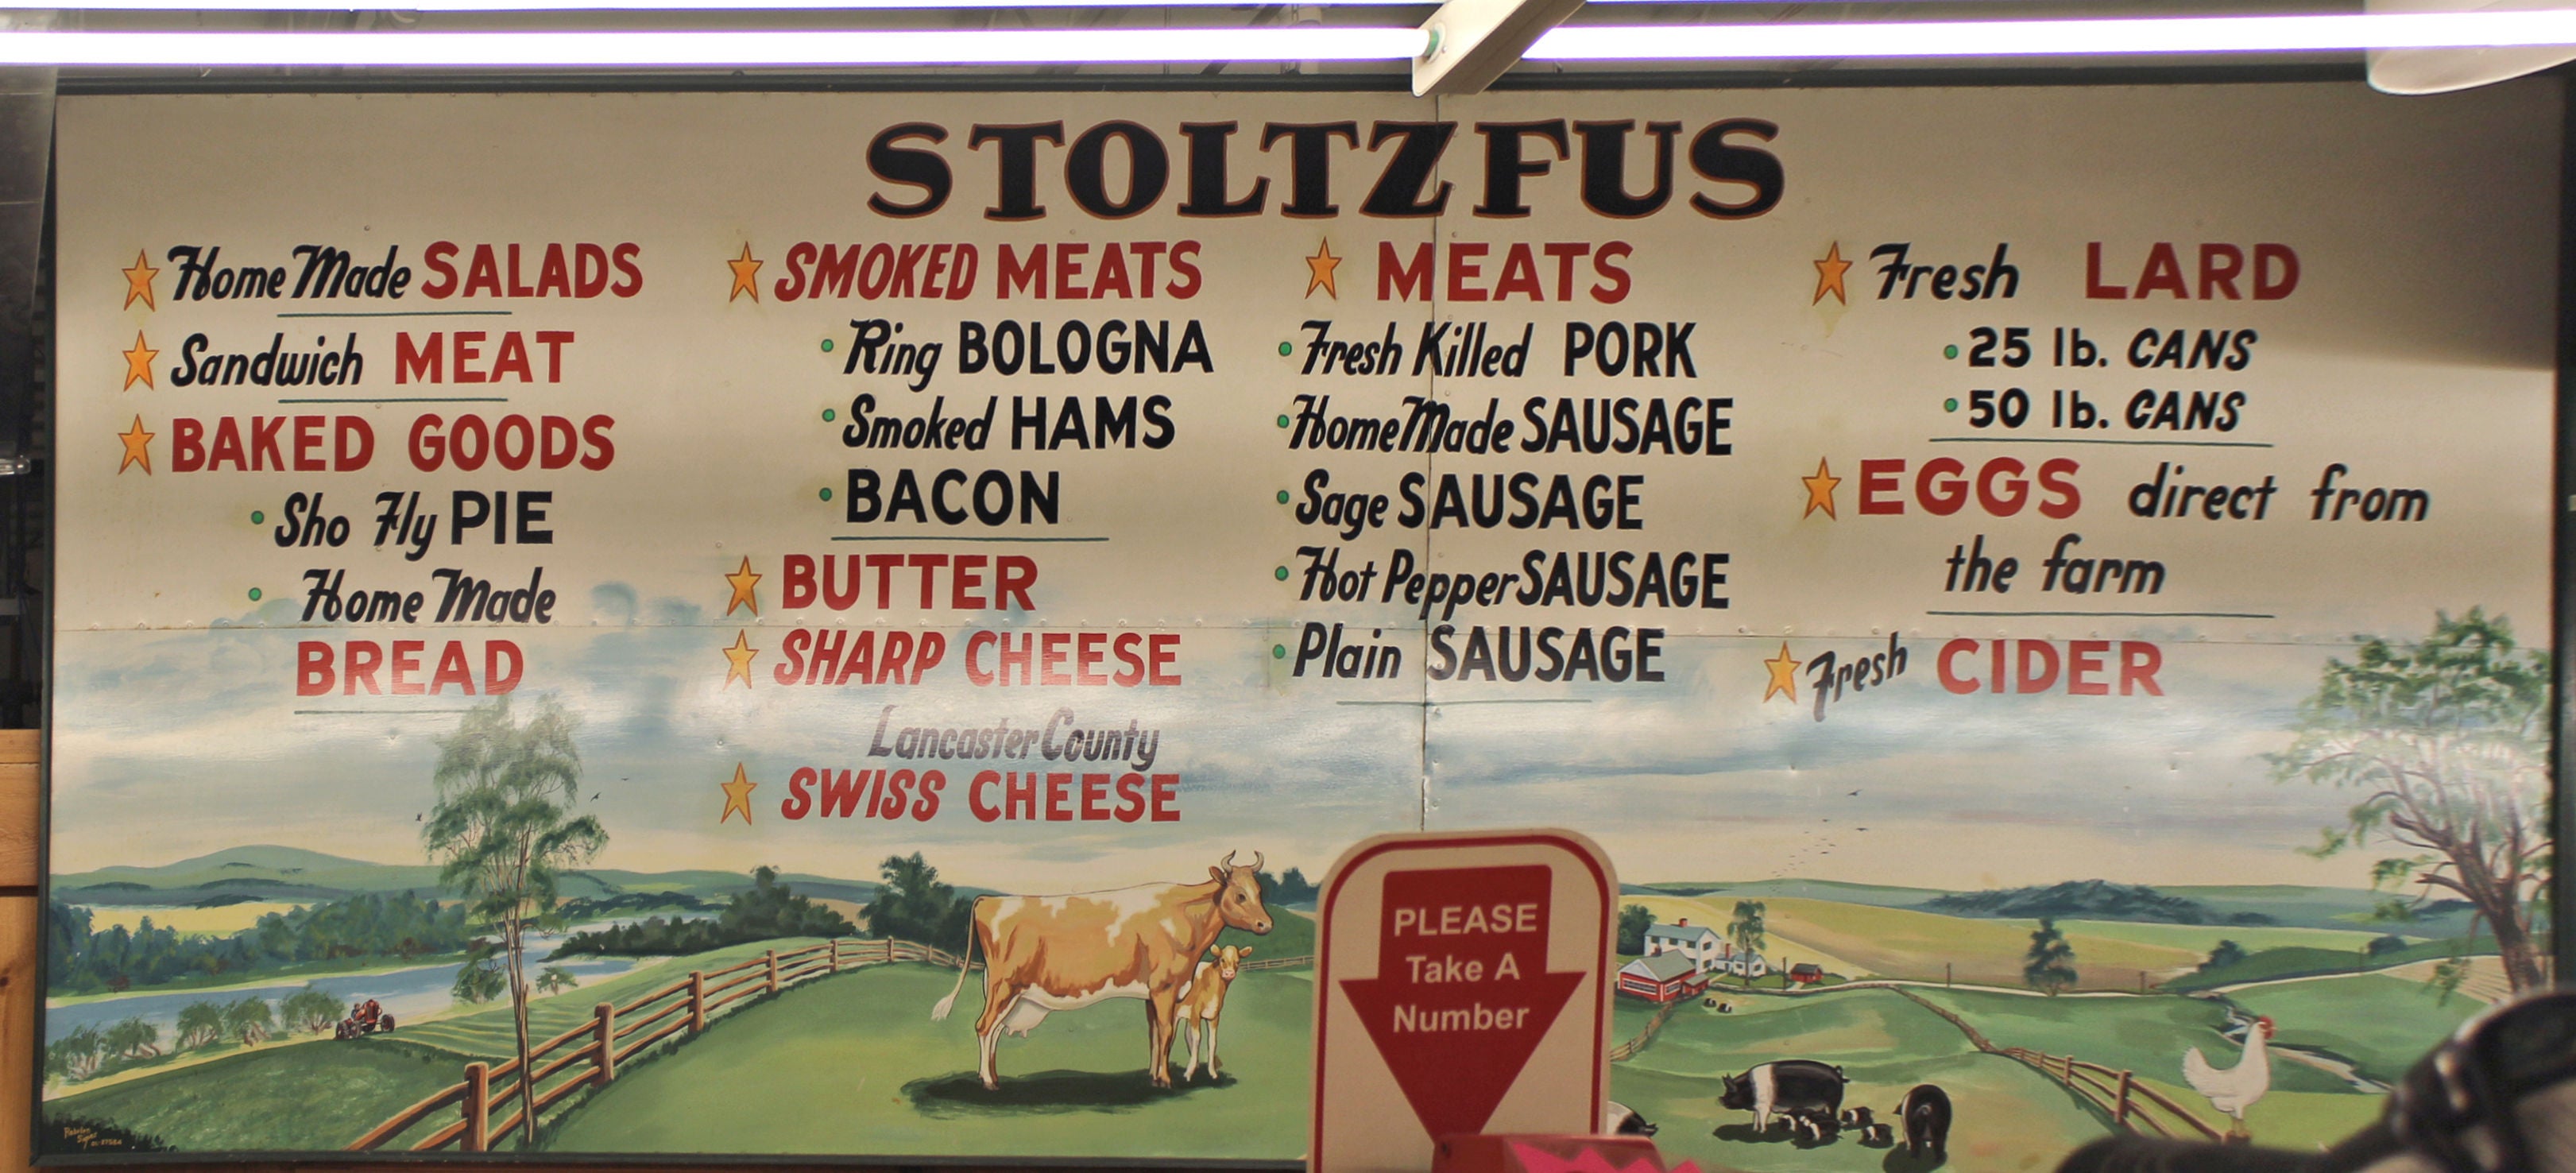 STOLTZFUS
Home Made SALADS
Sandwich MEAT
BAKED GOODS
• Sho Fly PIE
• Home Made
BREAD
SMOKED MEATS
• Ring BOLOGNA
• Smoked HAMS
• BACON
BUTTER
SHARP CHEESE
Lancaster County
SWISS CHEESE
MEATS
• Fresh Killed PORK
• Home Made SAUSAGE
• Sage SAUSAGE
• Hot Pepper SAUSAGE
• Plain SAUSAGE
Fresh LARD
• 25 lb. CANS
• 50 lb. CANS
EGGS direct from
the farm
Fresh CIDER
PLEASE
Take A
Number